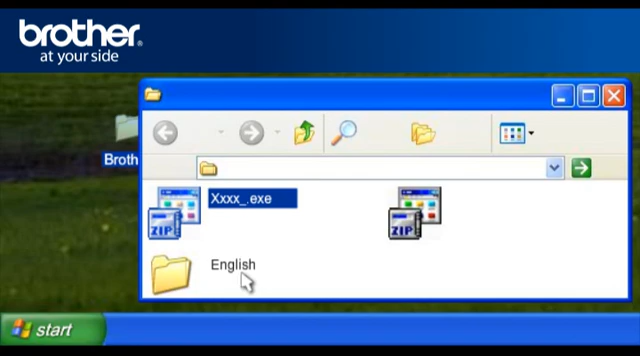 brother
at your side
Broth
Xxxx_.exe
ZIP
ZIP
English
start